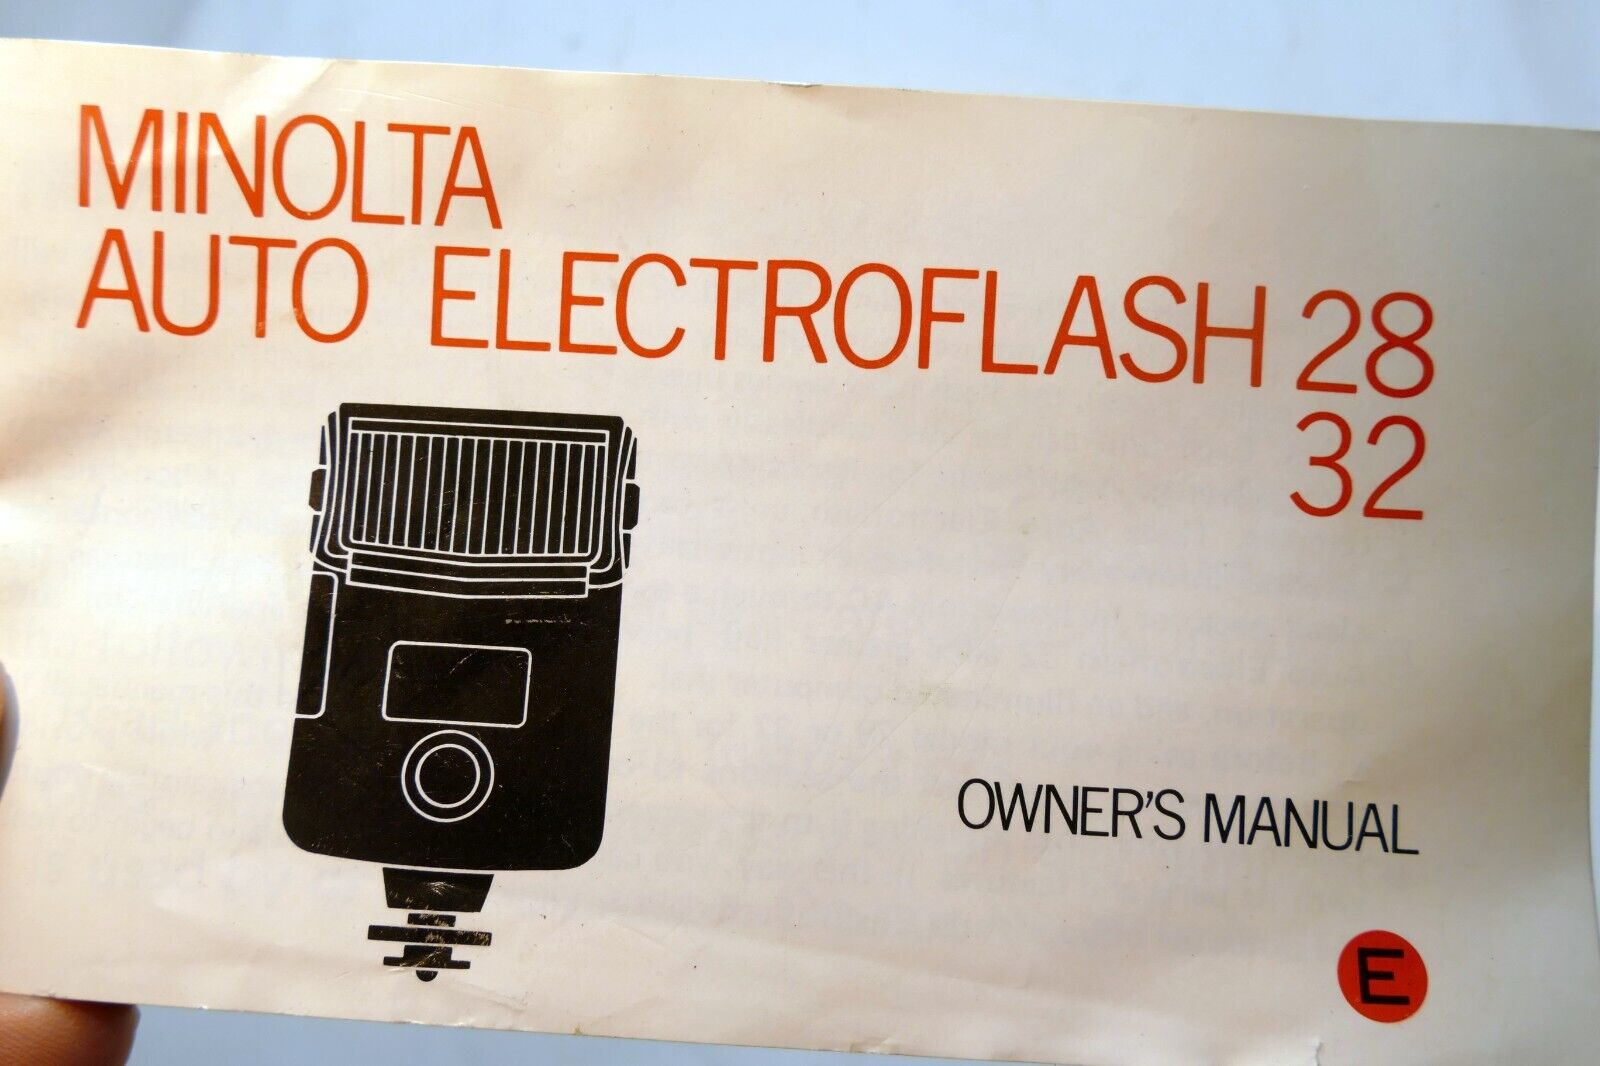 MINOLTA
AUTO ELECTROFLASH 28
32
OWNER'S MANUAL
E